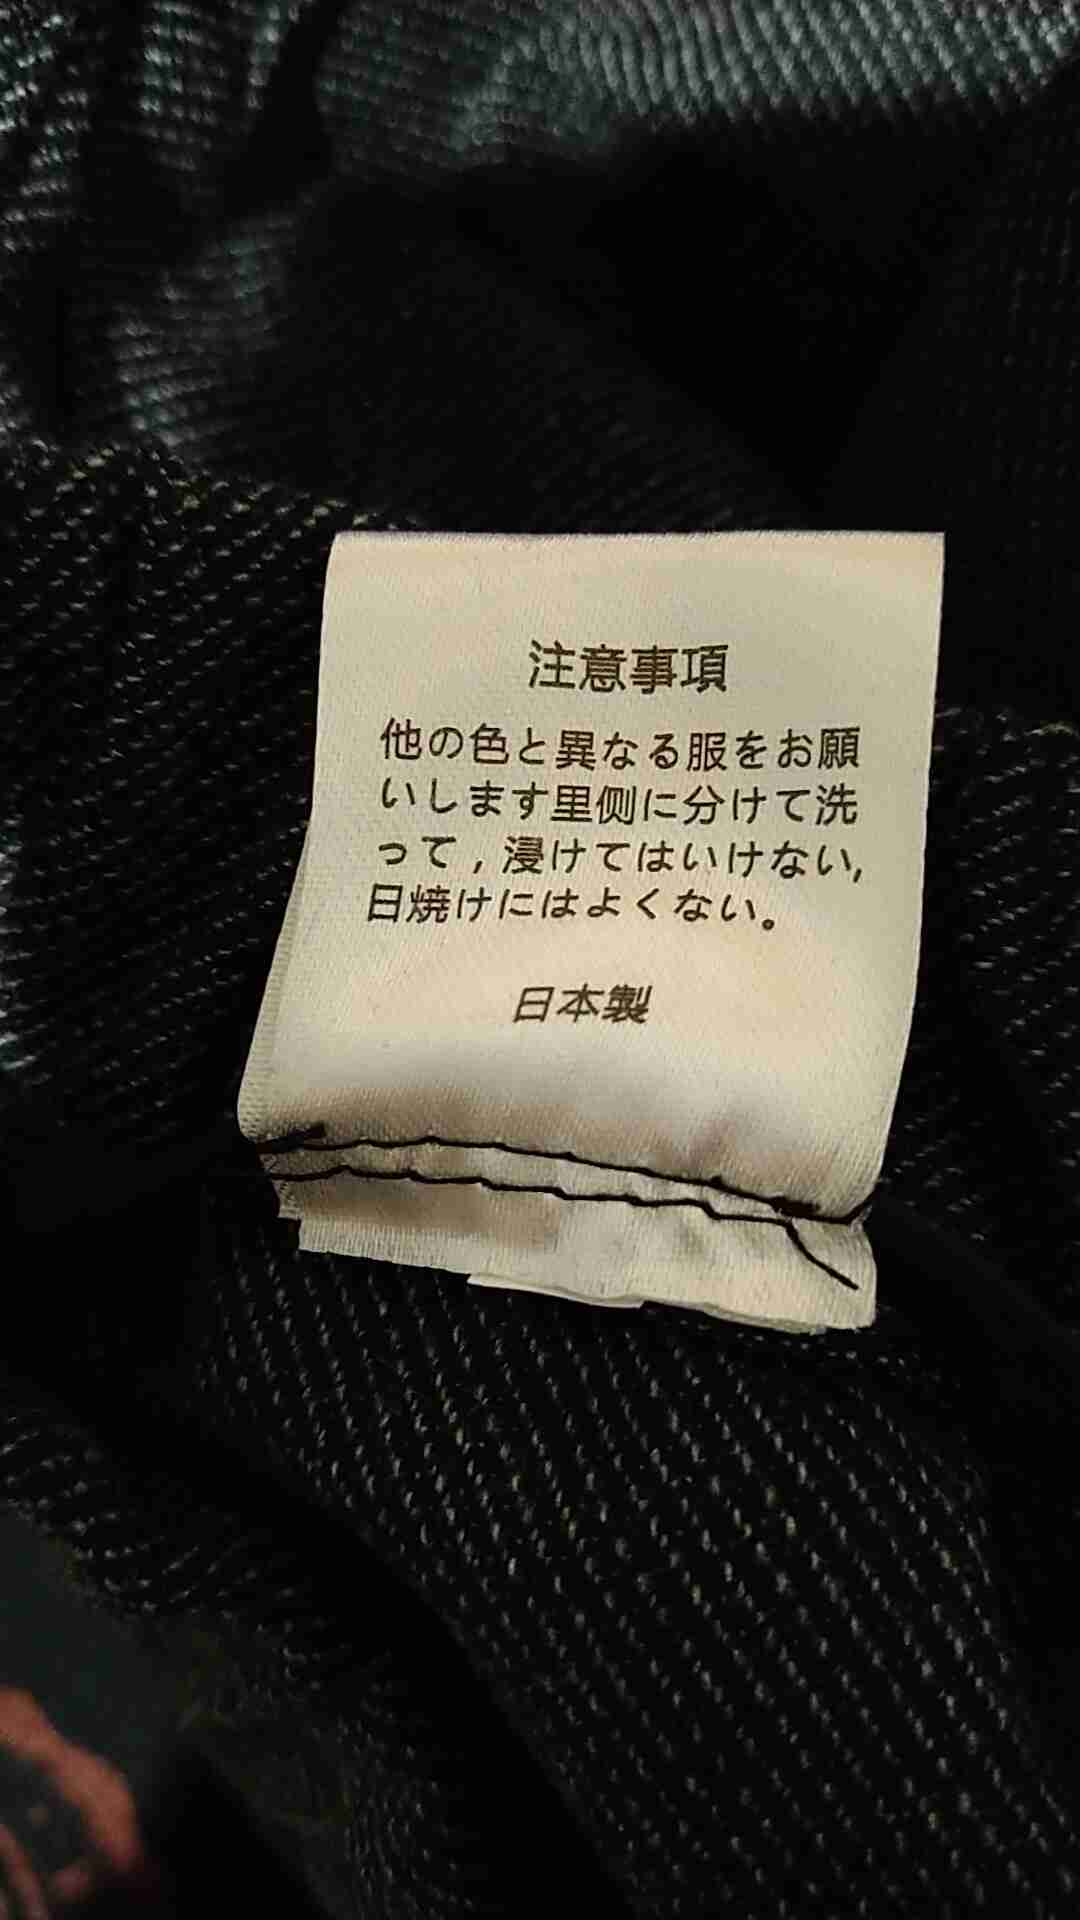 注意事項
他の色と異なる服をお願
いします里侧に分けて洗
って,浸けてはいけない,
日焼けにはよくない。
日本製